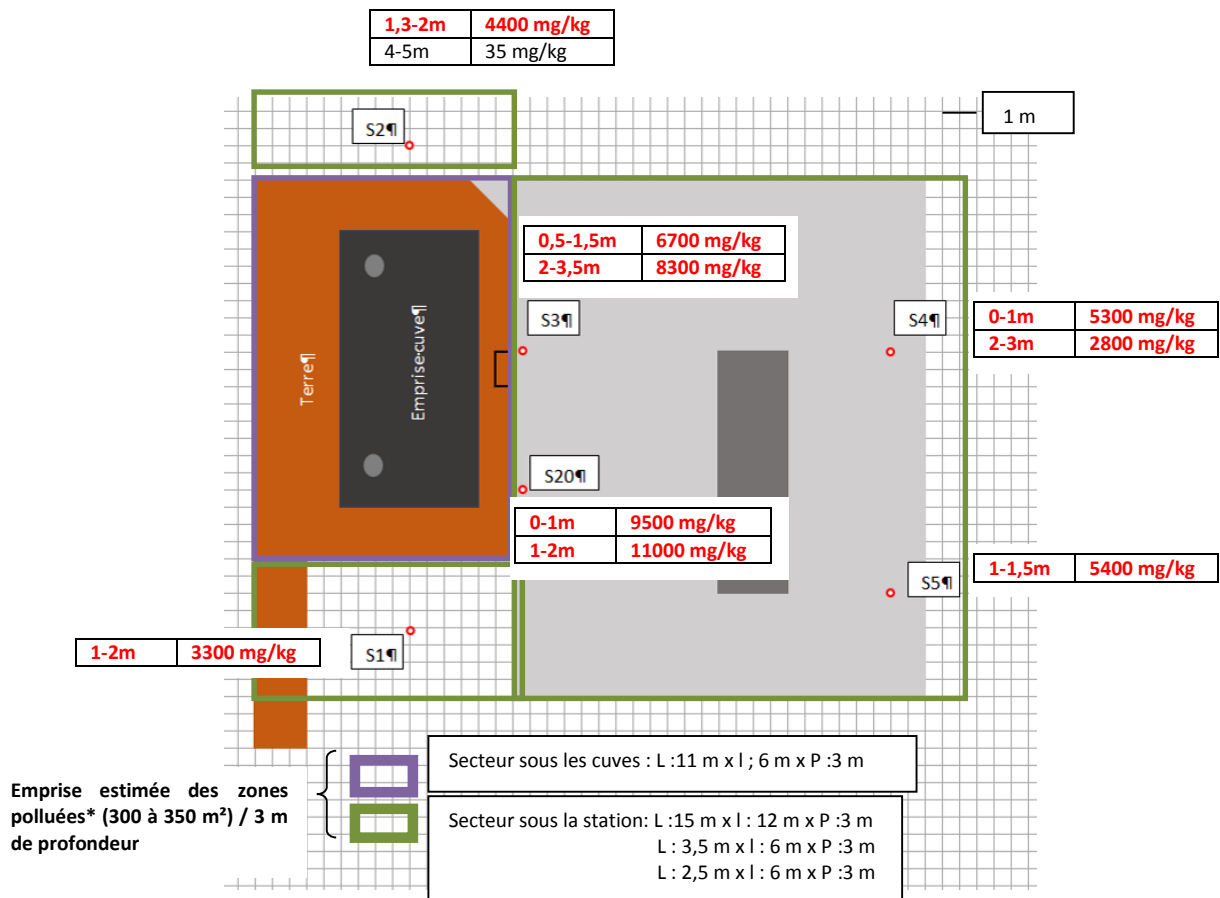 1,3-2m 4400 mg/kg
4-5m 35 mg/kg
1 m
S2¶
0,5-1,5m 6700 mg/kg
2-3,5m 8300 mg/kg
S3¶
S4¶
0-1m 5300 mg/kg
2-3m 2800 mg/kg
Terre¶
Emprise·cuve¶
S20¶
0-1m 9500 mg/kg
1-2m 11000 mg/kg
S5¶
1-1,5m 5400 mg/kg
1-2m 3300 mg/kg
S1¶
Emprise estimée des zones
polluées* (300 à 350 m²) / 3 m
de profondeur
Secteur sous les cuves : L :11 m x l ; 6 m x P :3 m
Secteur sous la station: L :15 m x l : 12 m x P :3 m
L : 3,5 m x l : 6 m x P :3 m
L : 2,5 m x l : 6 m x P :3 m